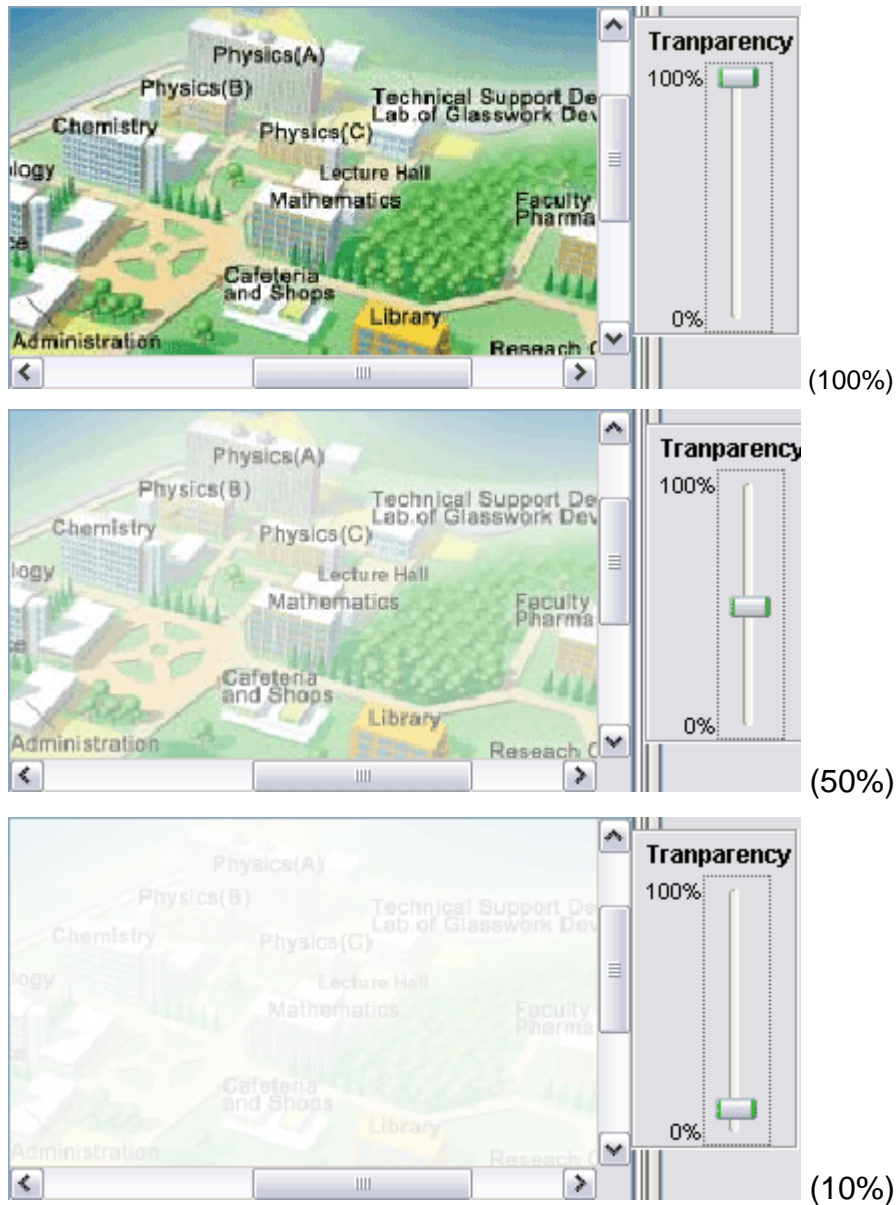 Physics(A)
Physics(B)
Technical Support De
Chemistry
Physics(C)
Lab.of Glasswork Dev
logy
Lecture Hall
Mathematics
Faculty
Pharma
ce
Cafeteria
and Shops
Library
Administration
Reseach C
Tranparency
100%
0%
(100%)
Physics(A)
Physics(B)
Technical Support De
Chemistry
Physics(C)
Lab.of Glasswork Dev
logy
Lecture Hall
Mathematics
Faculty
Pharma
ce
Cafeteria
and Shops
Library
Administration
Reseach C
Tranparency
100%
0%
(50%)
Physics(A)
Physics(B)
Technical Support De
Chemistry
Physics(C)
Lab.of Glasswork Dev
logy
Lecture Hall
Mathematics
Faculty
Pharma
ce
Cafeteria
and Shops
Library
Administration
Reseach C
Tranparency
100%
0%
(10%)